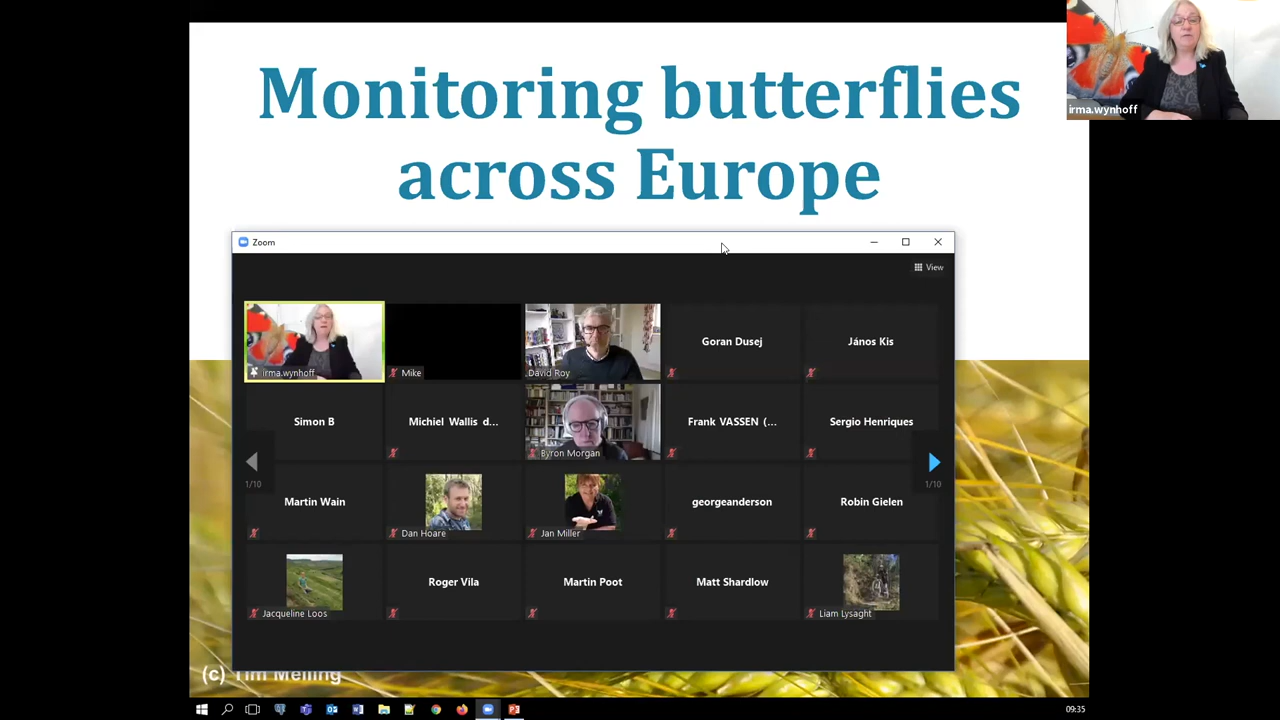 Monitoring butterflies
across Europe
irma.wynhoff
Zoom
View
irma.wynhoff
Mike
David Roy
Goran Dusej
János Kis
Simon B
Michiel Wallis d...
Byron Morgan
Frank VASSEN (...
Sergio Henriques
1/10
1/10
Martin Wain
Dan Hoare
Jan Miller
georgeanderson
Robin Gielen
Jacqueline Loos
Roger Vila
Martin Poot
Matt Shardlow
Liam Lysaght
(c) Tim Melling
09:35